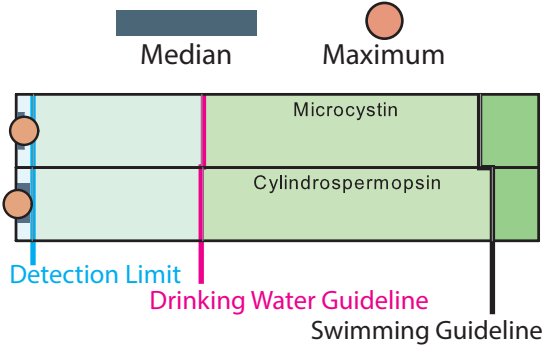 Median
Maximum
Microcystin
Cylindrospermopsin
Detection Limit
Drinking Water Guideline
Swimming Guideline